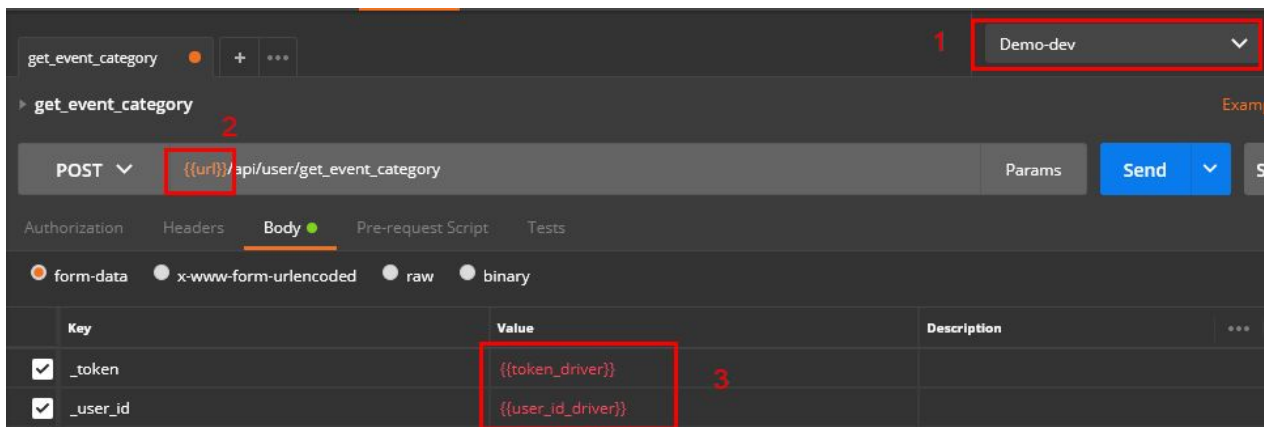 get_event_category + •••
1 Demo-dev
get_event_category Examp
2
POST {{url}}/api/user/get_event_category Params Send S
Authorization Headers Body Pre-request Script Tests
form-data x-www-form-urlencoded raw binary
Key Value Description •••
_token {{token_driver}}
3
_user_id {{user_id_driver}}